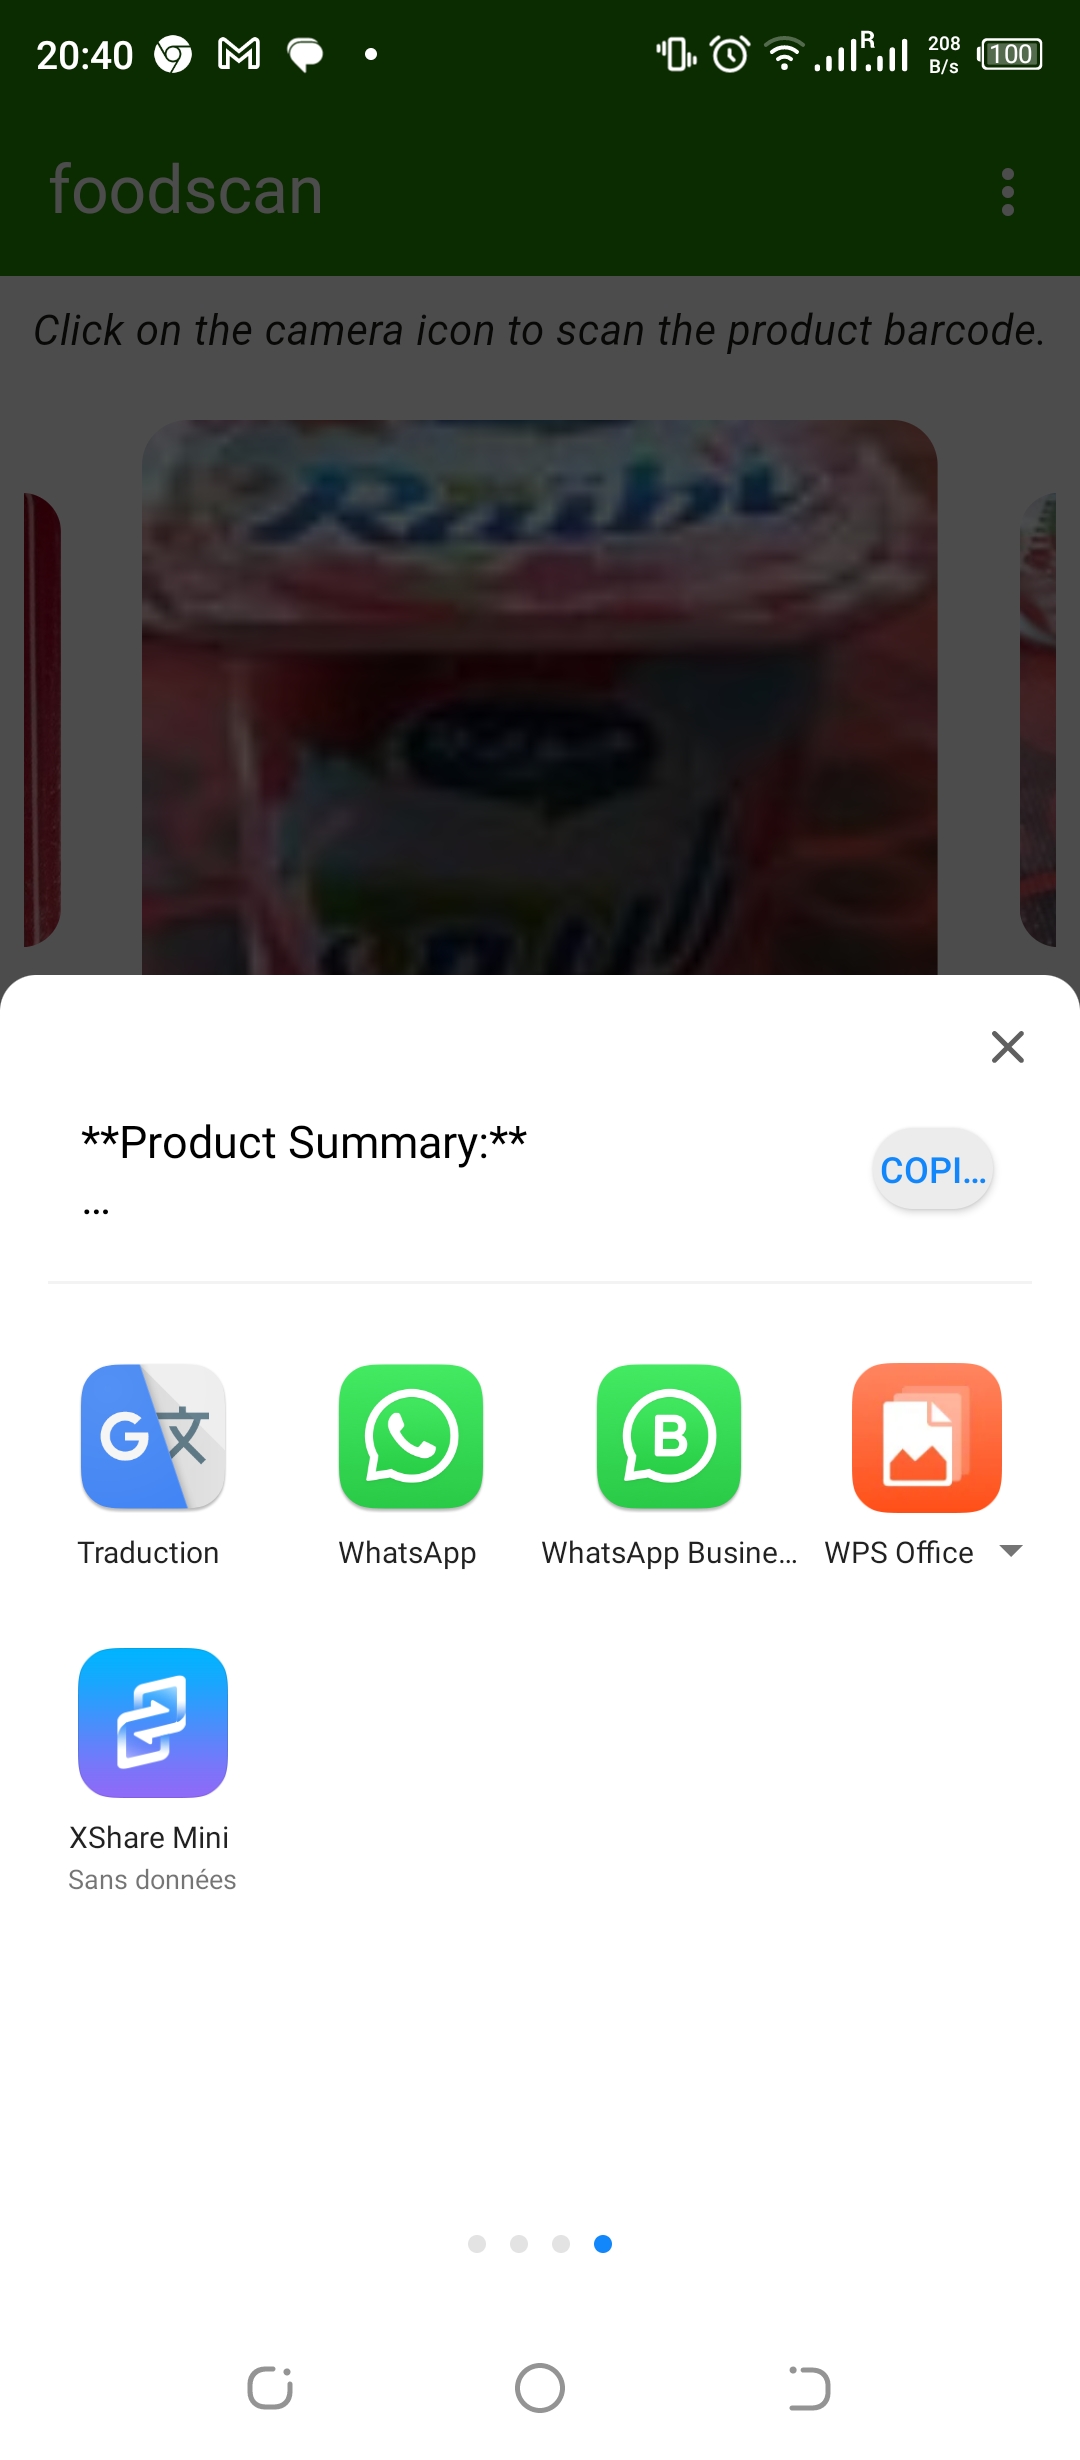 20:40
R
208
B/s
100
foodscan
Click on the camera icon to scan the product barcode.
Raibi
**Product Summary:**
...
COPI...
Traduction
WhatsApp
WhatsApp Busine...
WPS Office
XShare Mini
Sans données